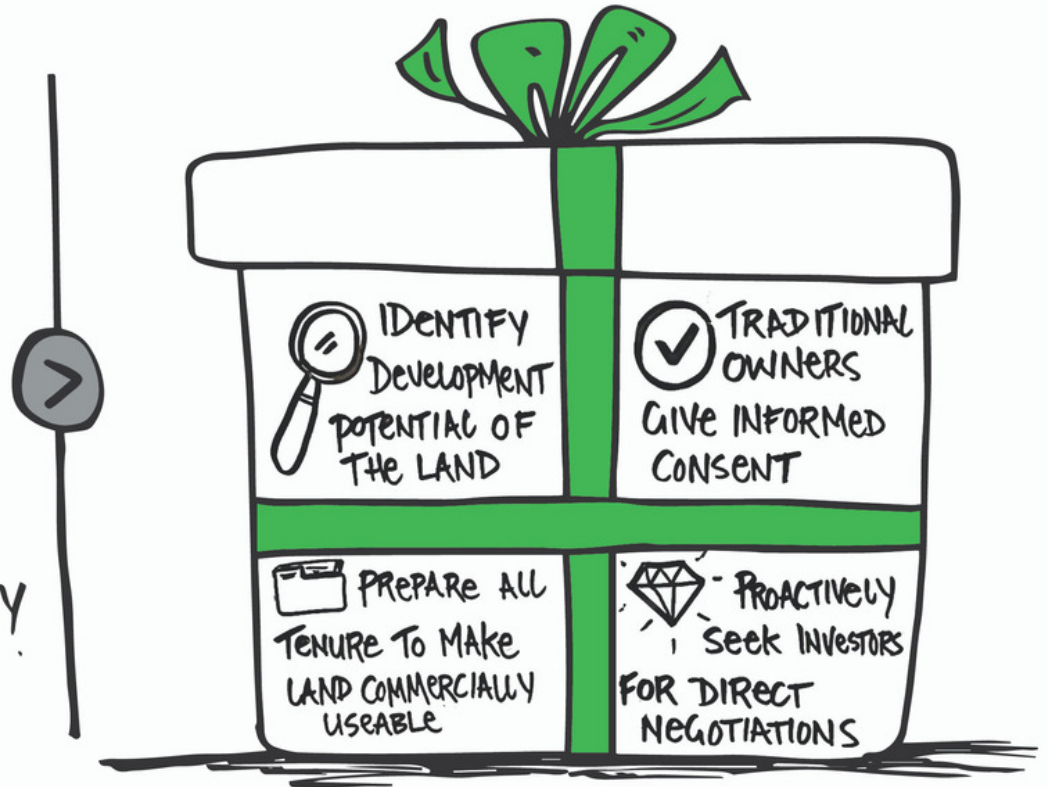 IDENTIFY
DEVELOPMENT
POTENTIAL OF
THE LAND
TRADITIONAL
OWNERS
GIVE INFORMED
CONSENT
PREPARE ALL
TENURE TO MAKE
LAND COMMERCIALLY
USEABLE
PROACTIVELY
SEEK INVESTORS
FOR DIRECT
NEGOTIATIONS
Y